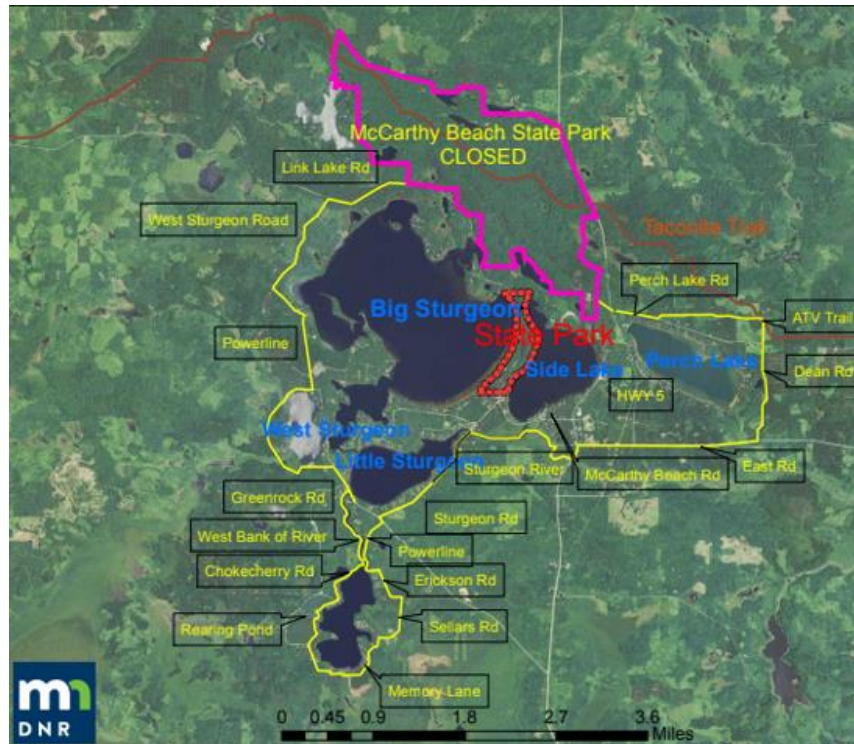 McCarthy Beach State Park
CLOSED
Link Lake Rd
West Sturgeon Road
Taconite Trail
Perch Lake Rd
Big Sturgeon
ATV Trail
State Park
Powerline
Side Lake
Perch Lake
Dean Rd
HWY 5
West Sturgeon
Little Sturgeon
Sturgeon River
McCarthy Beach Rd
East Rd
Greenrock Rd
Sturgeon Rd
West Bank of River
Powerline
Chokecherry Rd
Erickson Rd
Rearing Pond
Sellars Rd
Memory Lane
mn
DNR
0 0.45 0.9 1.8 2.7 3.6
Miles